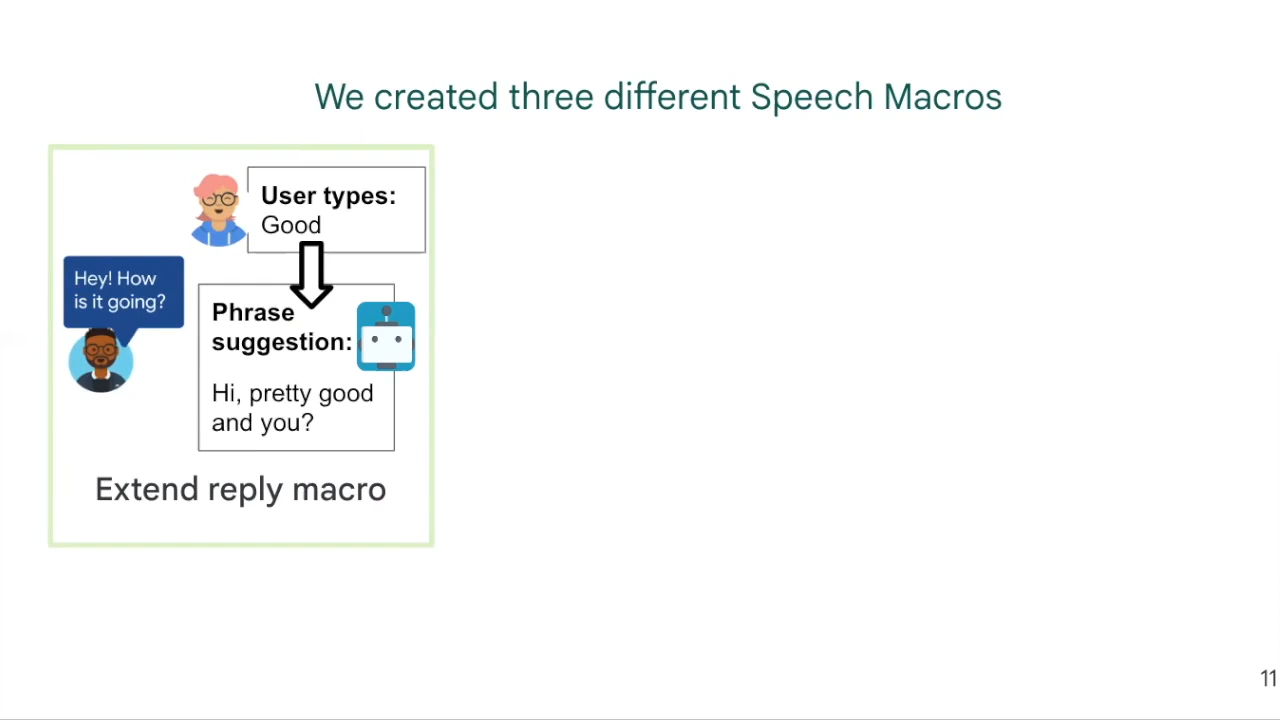 We created three different Speech Macros
User types:
Good
Hey! How
is it going?
Phrase
suggestion:
Hi, pretty good
and you?
Extend reply macro
11